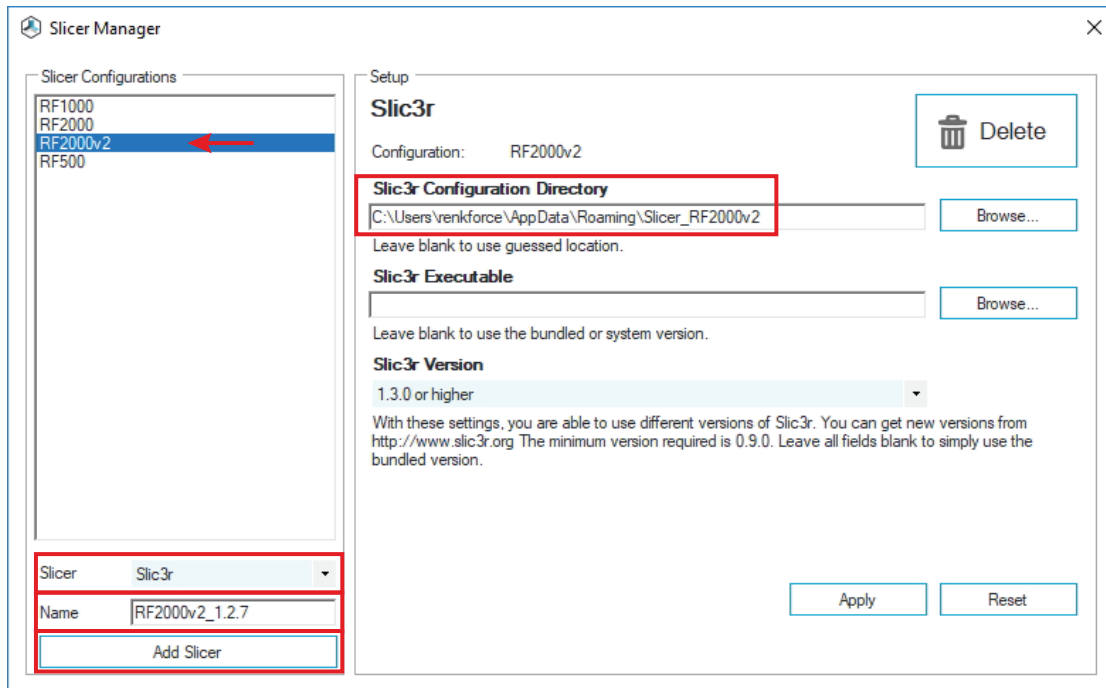 Slicer Manager
Slicer Configurations
RF1000
RF2000
RF2000v2
RF500
Slicer Slic3r
Name RF2000v2_1.2.7
Add Slicer
Setup
Slic3r
Delete
Configuration: RF2000v2
Slic3r Configuration Directory
C:\Users\renkforce\AppData\Roaming\Slicer_RF2000v2
Browse...
Leave blank to use guessed location.
Slic3r Executable
Browse...
Leave blank to use the bundled or system version.
Slic3r Version
1.3.0 or higher
With these settings, you are able to use different versions of Slic3r. You can get new versions from
http://www.slic3r.org The minimum version required is 0.9.0. Leave all fields blank to simply use the
bundled version.
Apply
Reset